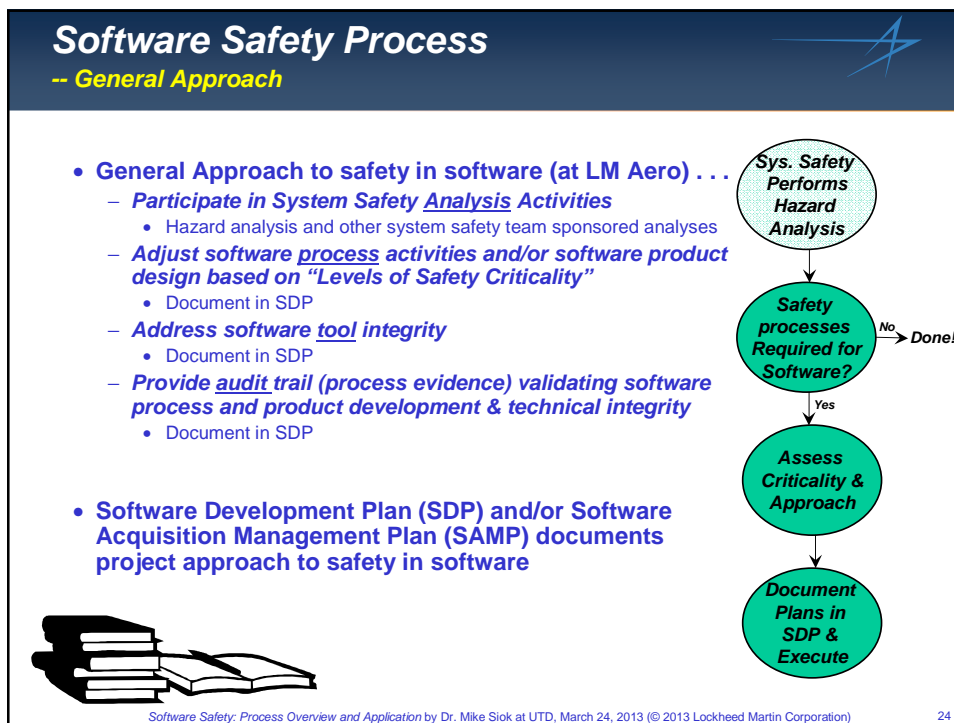 Software Safety Process
-- General Approach
• General Approach to safety in software (at LM Aero) . . .
– Participate in System Safety Analysis Activities
• Hazard analysis and other system safety team sponsored analyses
– Adjust software process activities and/or software product
design based on “Levels of Safety Criticality”
• Document in SDP
– Address software tool integrity
• Document in SDP
– Provide audit trail (process evidence) validating software
process and product development & technical integrity
• Document in SDP
• Software Development Plan (SDP) and/or Software
Acquisition Management Plan (SAMP) documents
project approach to safety in software
Sys. Safety
Performs
Hazard
Analysis
Safety
processes
Required for
Software?
No
Done!
Yes
Assess
Criticality &
Approach
Document
Plans in
SDP &
Execute
Software Safety: Process Overview and Application by Dr. Mike Siok at UTD, March 24, 2013 (© 2013 Lockheed Martin Corporation)
24